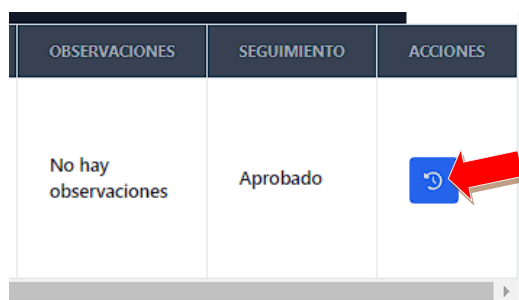 OBSERVACIONES SEGUIMIENTO ACCIONES
No hay
observaciones
Aprobado